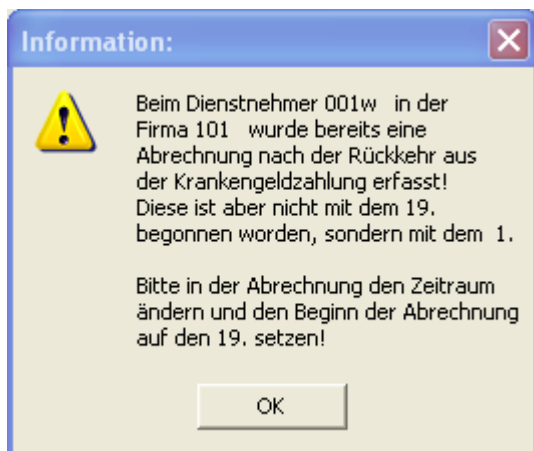 Information:
Beim Dienstnehmer 001w in der
Firma 101 wurde bereits eine
Abrechnung nach der Rückkehr aus
der Krankengeldzahlung erfasst!
Diese ist aber nicht mit dem 19.
begonnen worden, sondern mit dem 1.
Bitte in der Abrechnung den Zeitraum
ändern und den Beginn der Abrechnung
auf den 19. setzen!
OK